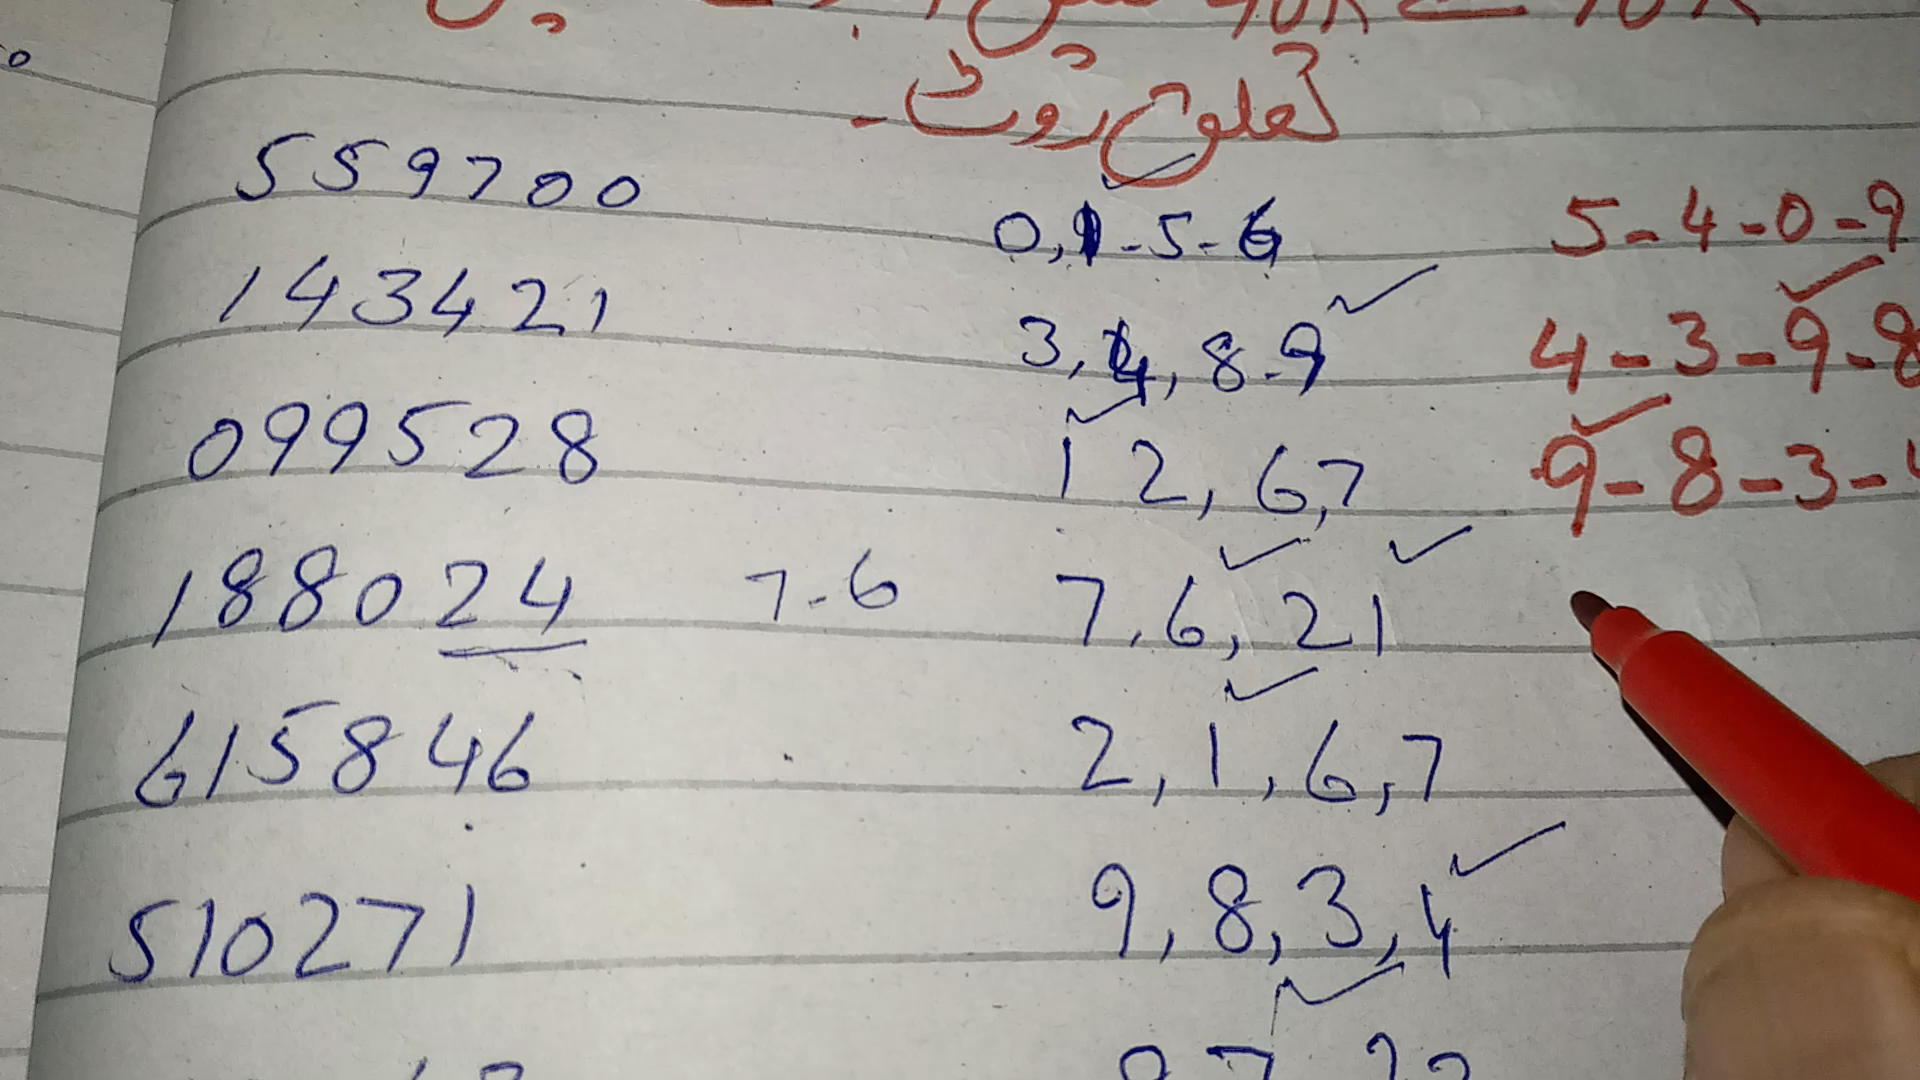 تعلق روٹ-
559700 0,1-5-6 5-4-0-9
143421 3,4,8-9 4-3-9-8
099528 1 2, 6,7 9-8-3-
188024 7-6 7.6, 21
615846 2,1,6,7
510271 9,8,3,4